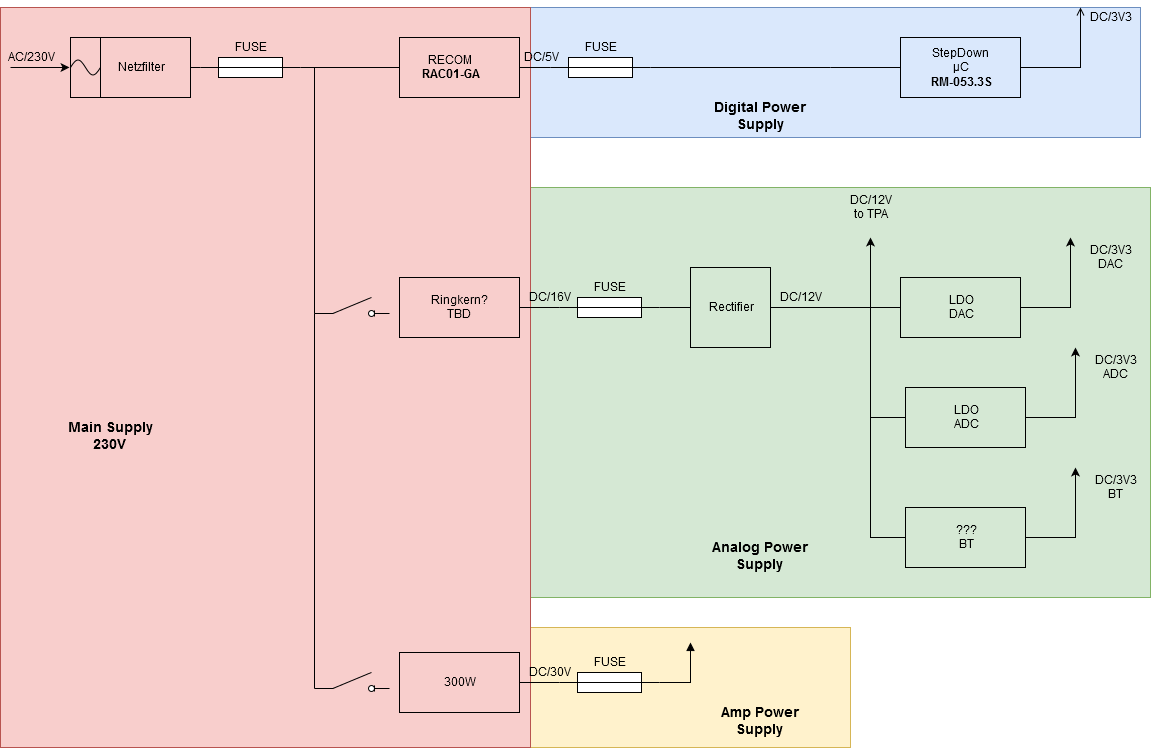 AC/230V
Netzfilter
FUSE
RECOM
RAC01-GA
DC/5V
FUSE
StepDown
µC
RM-053.3S
DC/3V3
Digital Power
Supply
DC/12V
to TPA
Ringkern?
TBD
DC/16V
FUSE
Rectifier
DC/12V
LDO
DAC
DC/3V3
DAC
LDO
ADC
DC/3V3
ADC
Main Supply
230V
???
BT
DC/3V3
BT
Analog Power
Supply
300W
DC/30V
FUSE
Amp Power
Supply